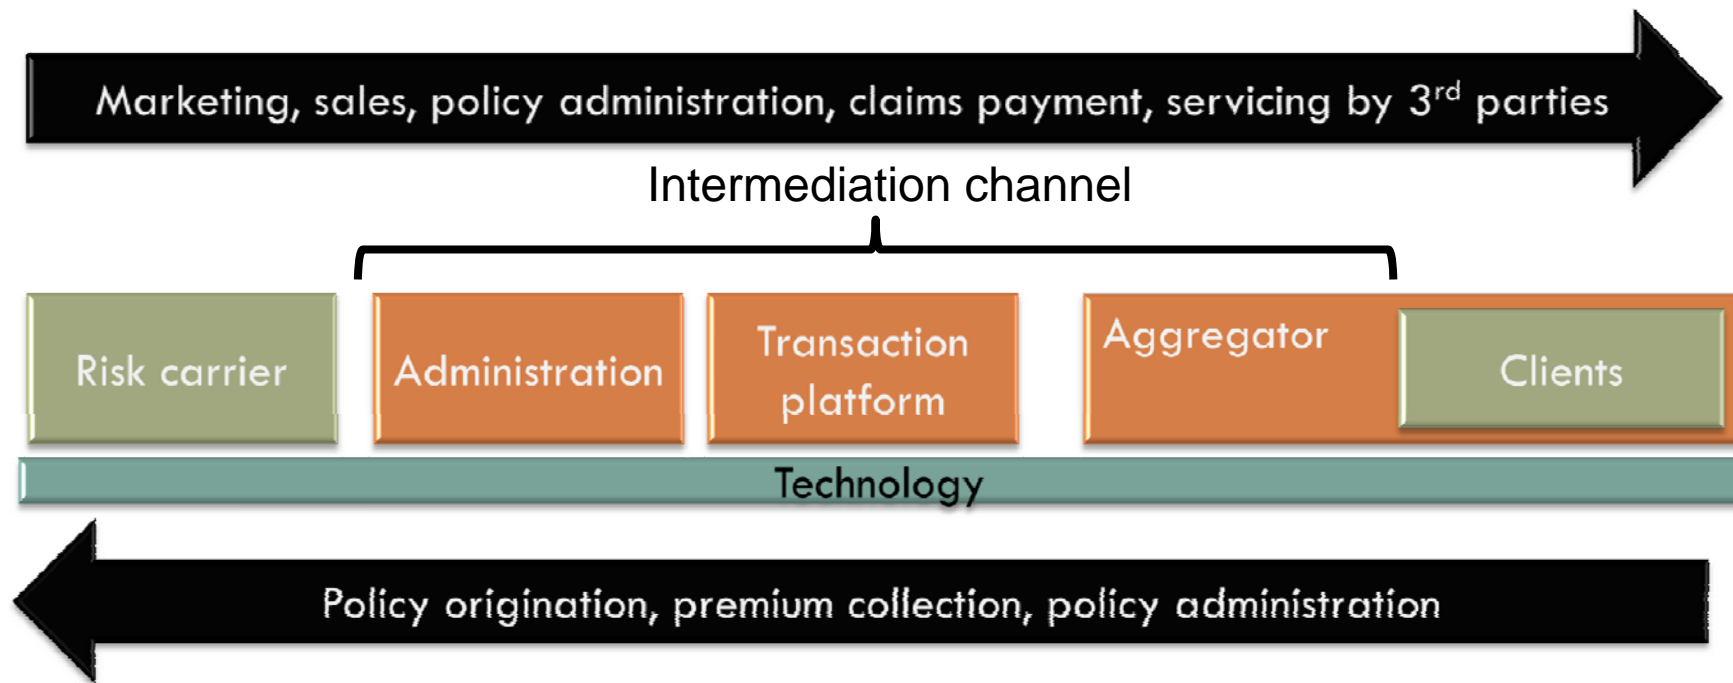 Marketing, sales, policy administration, claims payment, servicing by 3rd parties
Intermediation channel
Risk carrier
Administration
Transaction
platform
Aggregator
Clients
Technology
Policy origination, premium collection, policy administration